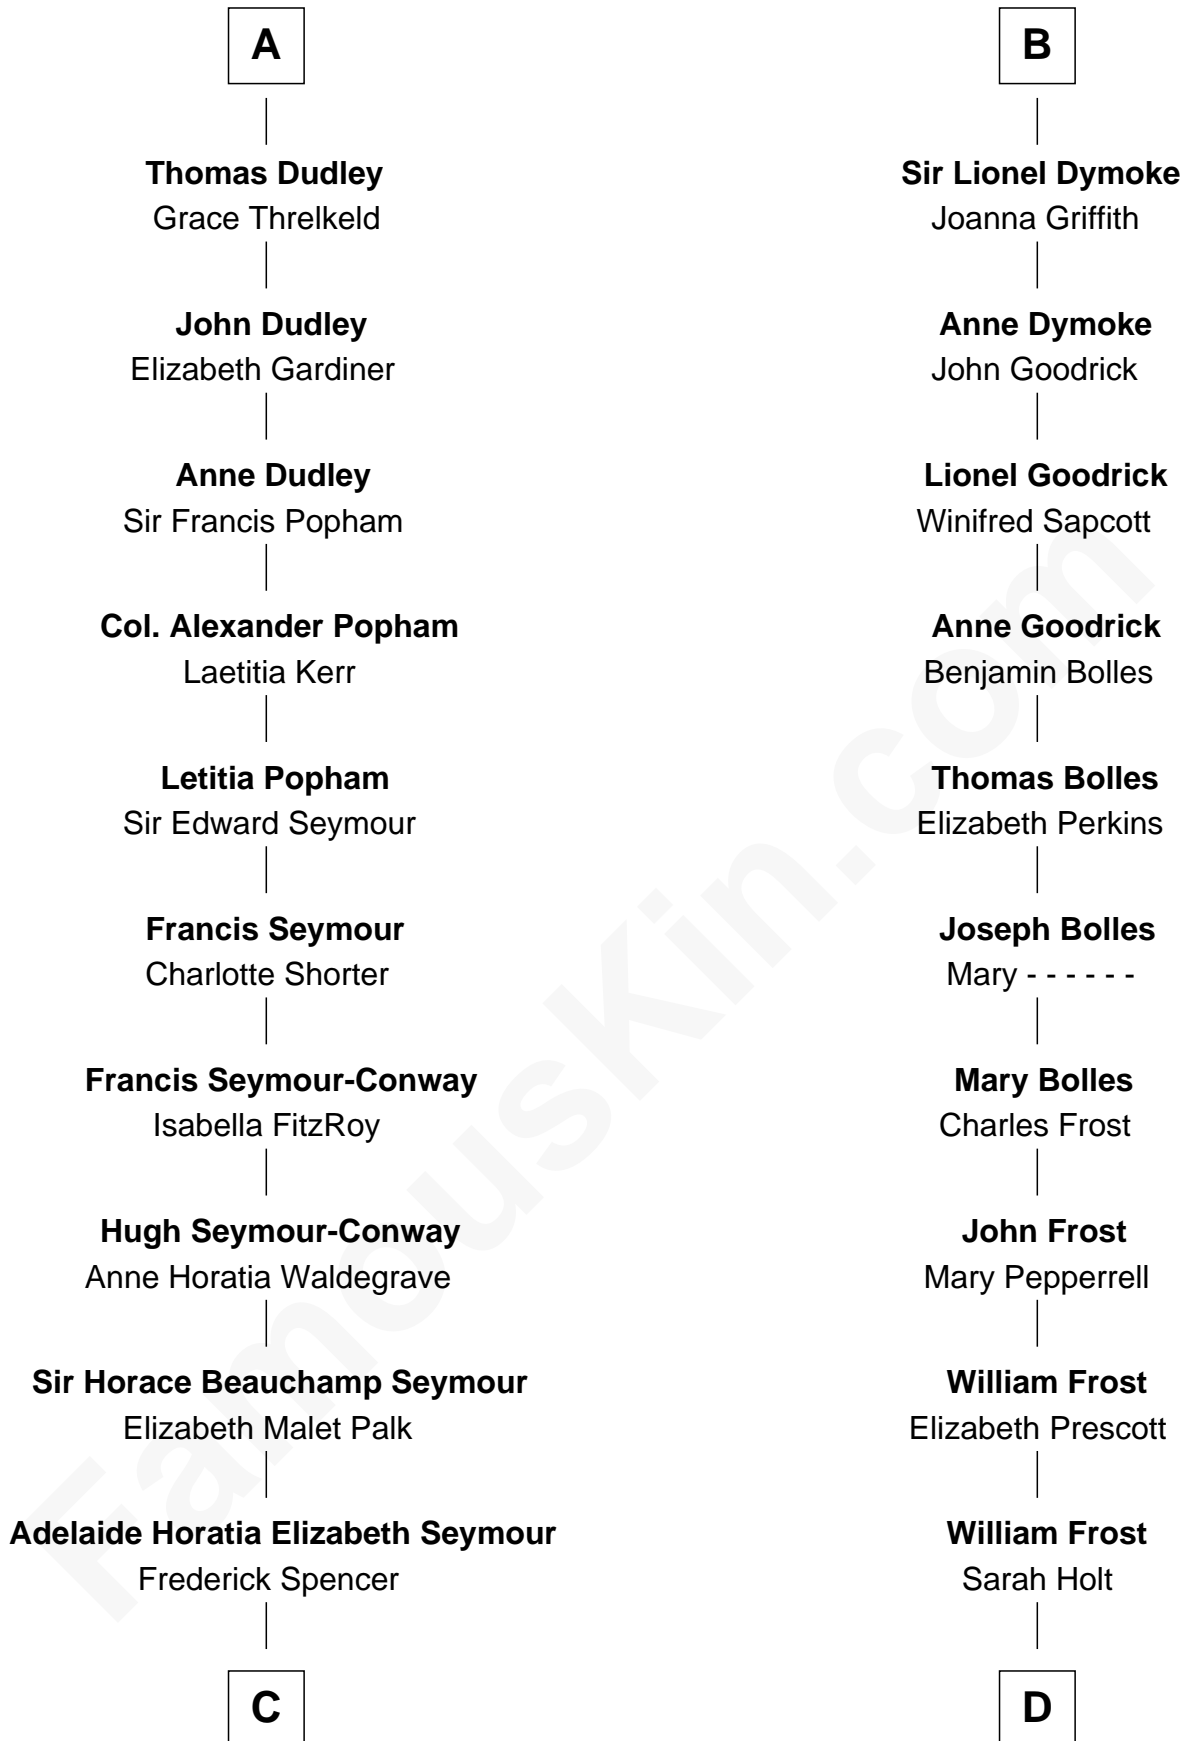 A
Thomas Dudley
Grace Threlkeld
John Dudley
Elizabeth Gardiner
Anne Dudley
Sir Francis Popham
Col. Alexander Popham
Laetitia Kerr
Letitia Popham
Sir Edward Seymour
Francis Seymour
Charlotte Shorter
Francis Seymour-Conway
Isabella FitzRoy
Hugh Seymour-Conway
Anne Horatia Waldegrave
Sir Horace Beauchamp Seymour
Elizabeth Malet Palk
Adelaide Horatia Elizabeth Seymour
Frederick Spencer
C
B
Sir Lionel Dymoke
Joanna Griffith
Anne Dymoke
John Goodrick
Lionel Goodrick
Winifred Sapcott
Anne Goodrick
Benjamin Bolles
Thomas Bolles
Elizabeth Perkins
Joseph Bolles
Mary - - - - - -
Mary Bolles
Charles Frost
John Frost
Mary Pepperrell
William Frost
Elizabeth Prescott
William Frost
Sarah Holt
D
FamousKin.com